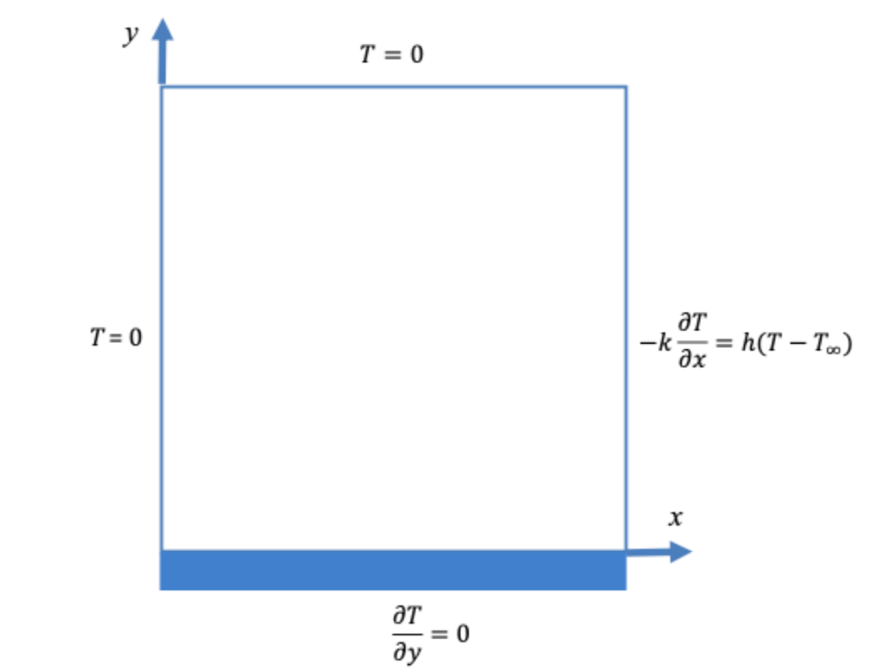 y
T = 0
T = 0
−k ∂T/∂x = h(T − T∞)
x
∂T/∂y = 0